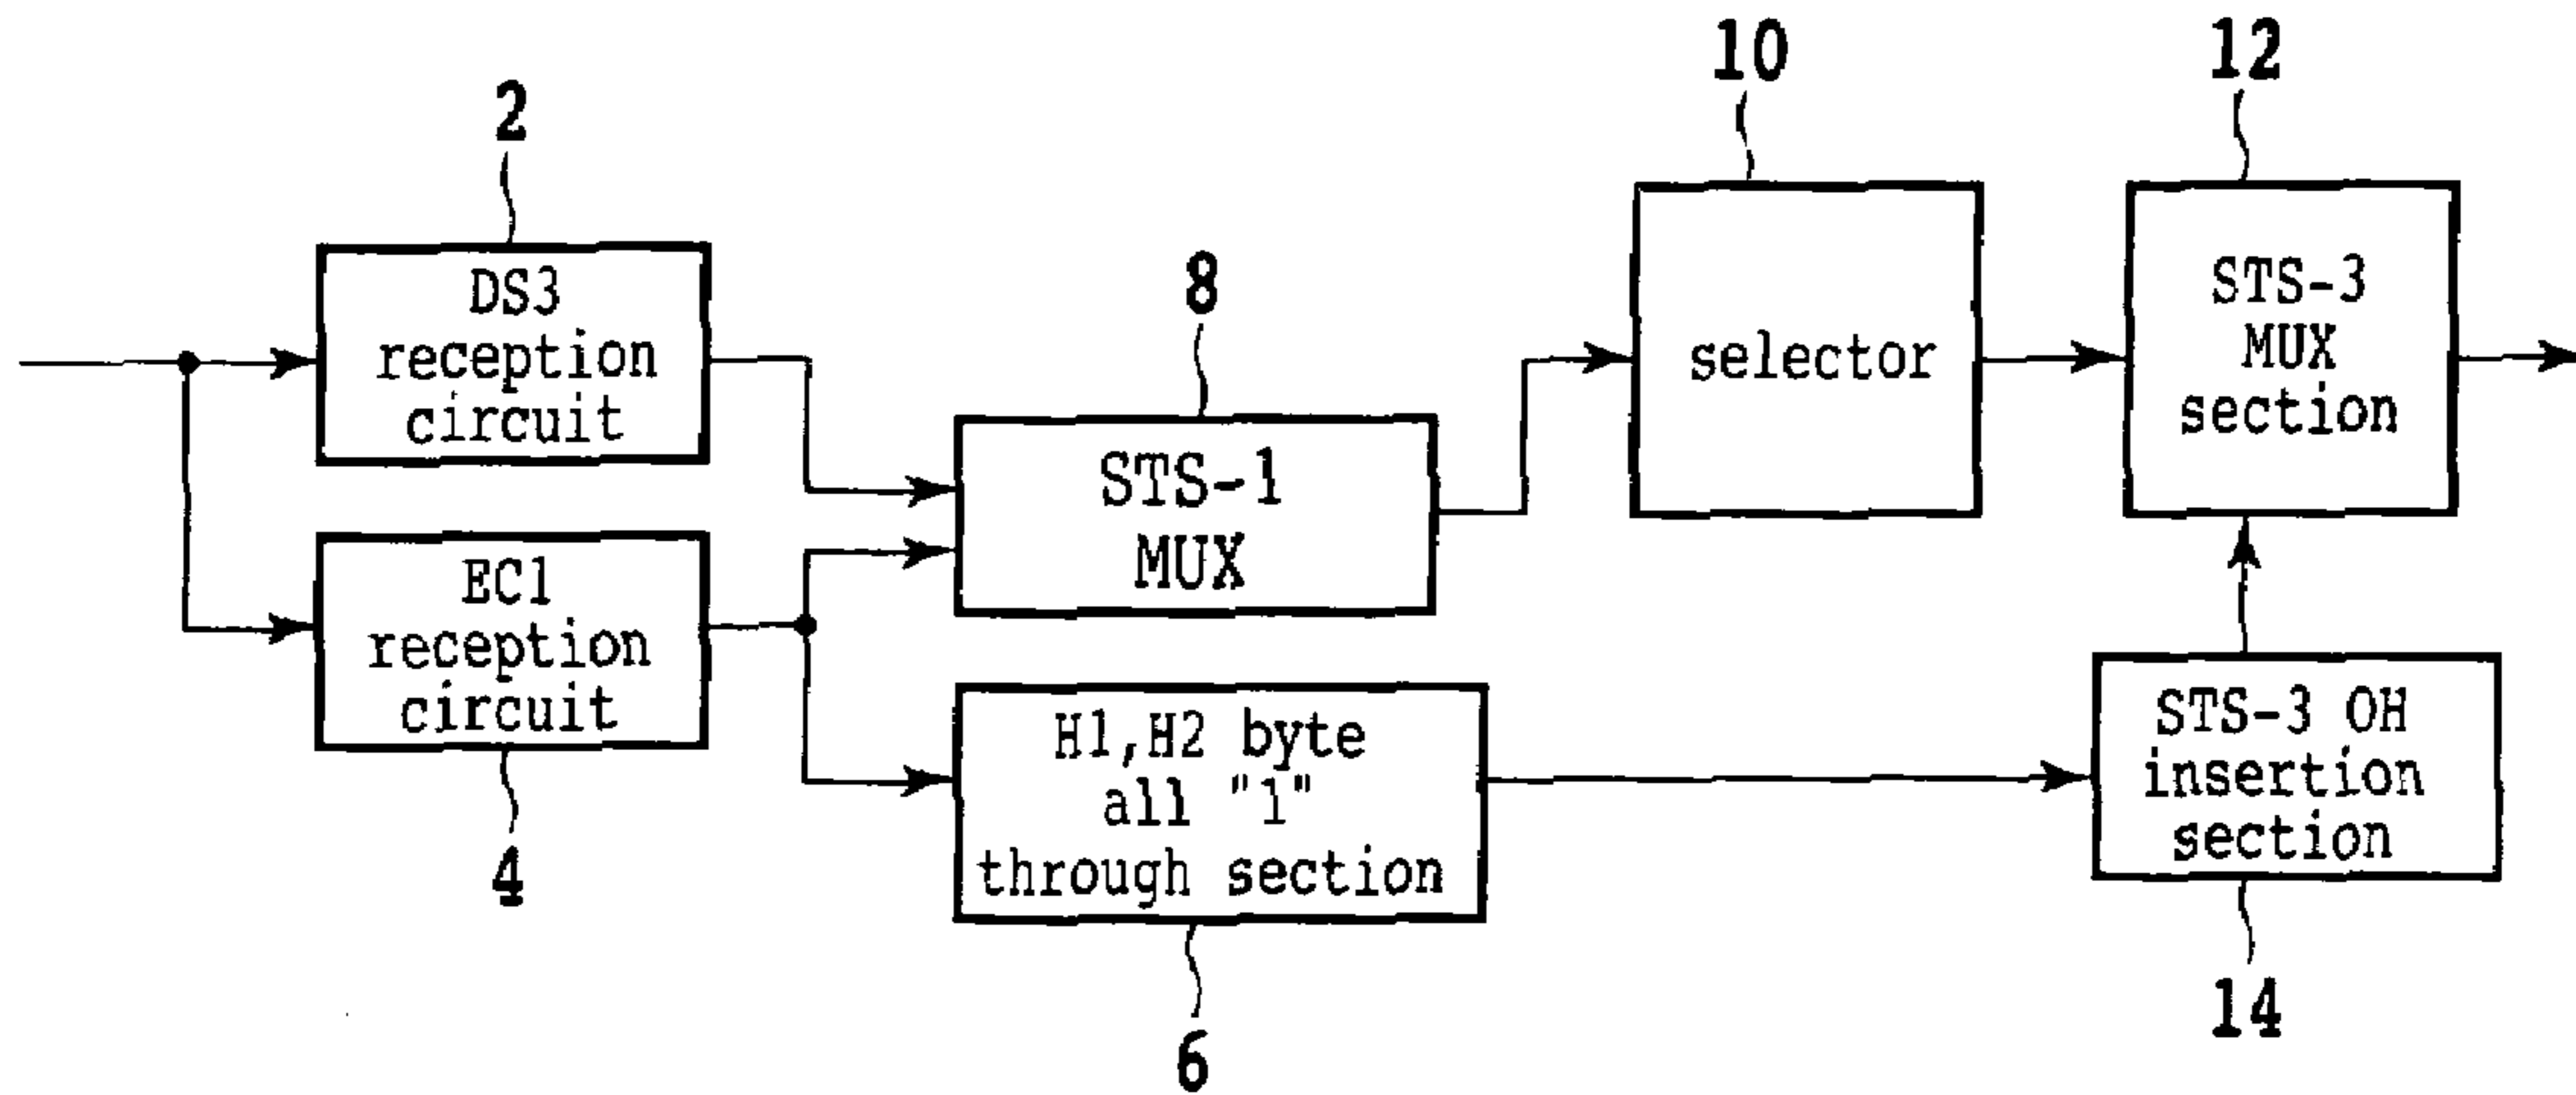 10
12
2
DS3
reception
circuit
8
selector
STS-3
MUX
section
STS-1
MUX
EC1
reception
circuit
4
H1,H2 byte
all "1"
through section
6
STS-3 OH
insertion
section
14